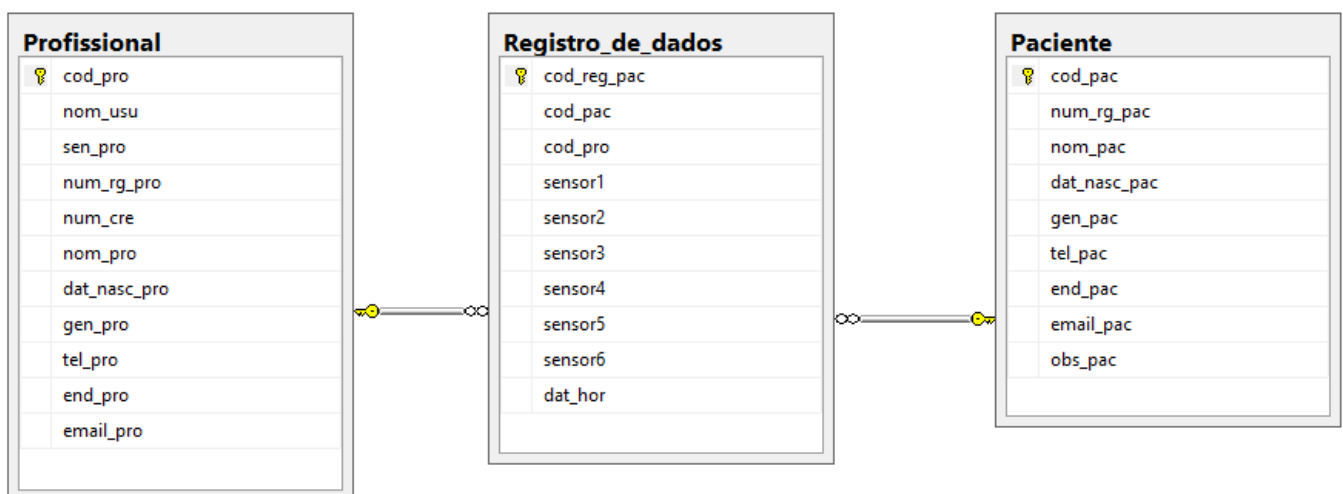 Profissional
cod_pro
nom_usu
sen_pro
num_rg_pro
num_cre
nom_pro
dat_nasc_pro
gen_pro
tel_pro
end_pro
email_pro
Registro_de_dados
cod_reg_pac
cod_pac
cod_pro
sensor1
sensor2
sensor3
sensor4
sensor5
sensor6
dat_hor
Paciente
cod_pac
num_rg_pac
nom_pac
dat_nasc_pac
gen_pac
tel_pac
end_pac
email_pac
obs_pac